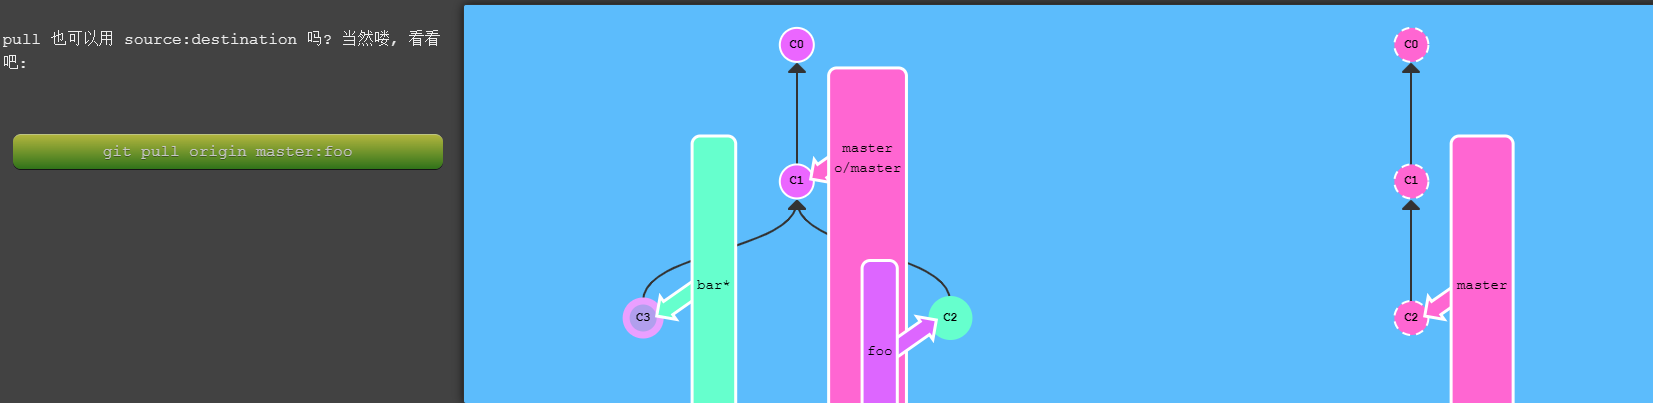 pull 也可以用 source:destination 吗? 当然喽, 看看
吧:
git pull origin master:foo
C0
master
o/master
C1
bar*
C3
C2
foo
C0
C1
master
C2